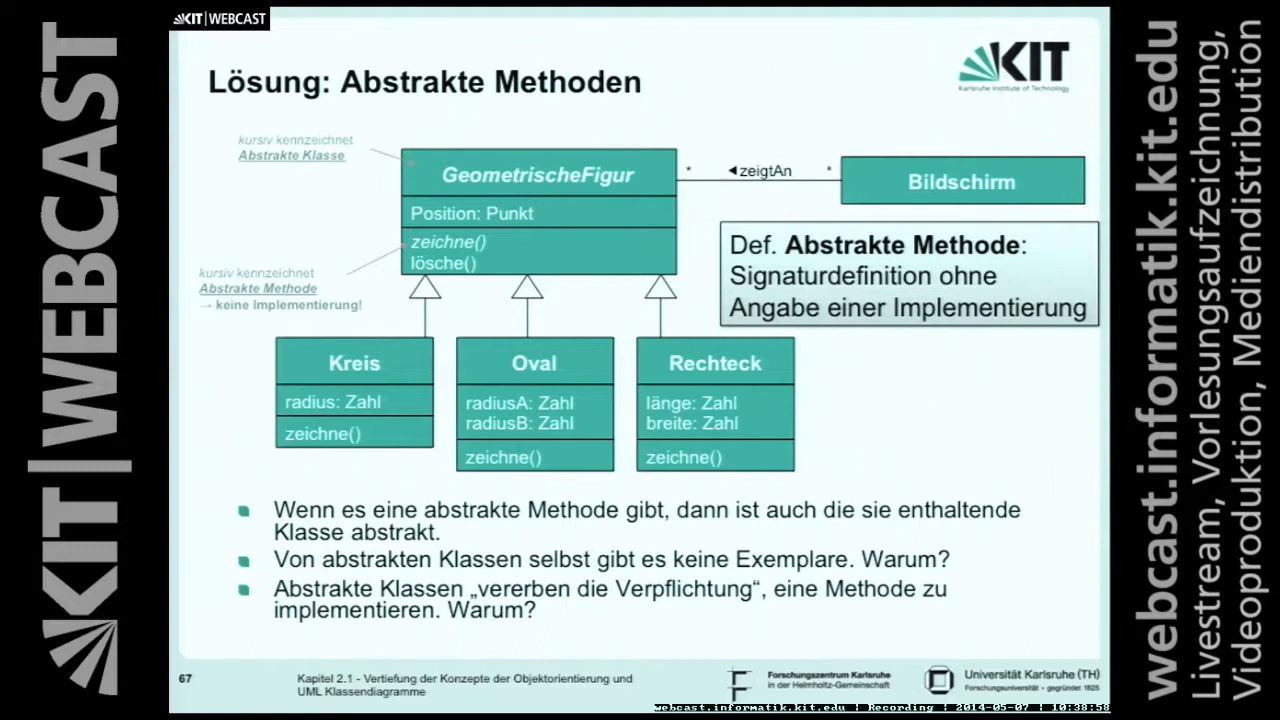 KIT | WEBCAST
KIT | WEBCAST
Lösung: Abstrakte Methoden
KIT
Karlsruhe Institute of Technology
kursiv kennzeichnet
Abstrakte Klasse
Geometrische​Figur
Position: Punkt
zeichne()
lösche()
*
◄zeigtAn
*
Bildschirm
kursiv kennzeichnet
Abstrakte Methode
→ keine Implementierung!
Def. Abstrakte Methode:
Signaturdefinition ohne
Angabe einer Implementierung
Kreis
radius: Zahl
zeichne()
Oval
radiusA: Zahl
radiusB: Zahl
zeichne()
Rechteck
länge: Zahl
breite: Zahl
zeichne()
Wenn es eine abstrakte Methode gibt, dann ist auch die sie enthaltende
Klasse abstrakt.
Von abstrakten Klassen selbst gibt es keine Exemplare. Warum?
Abstrakte Klassen „vererben die Verpflichtung“, eine Methode zu
implementieren. Warum?
67
Kapitel 2.1 - Vertiefung der Konzepte der Objektorientierung und
UML Klassendiagramme
Forschungszentrum Karlsruhe
in der Helmholtz-Gemeinschaft
Universität Karlsruhe (TH)
Forschungsuniversität • gegründet 1825
webcast.informatik.kit.edu | Recording | 2014-05-07 | 10:38:58
webcast.informatik.kit.edu
Livestream, Vorlesungsaufzeichnung,
Videoproduktion, Mediendistribution